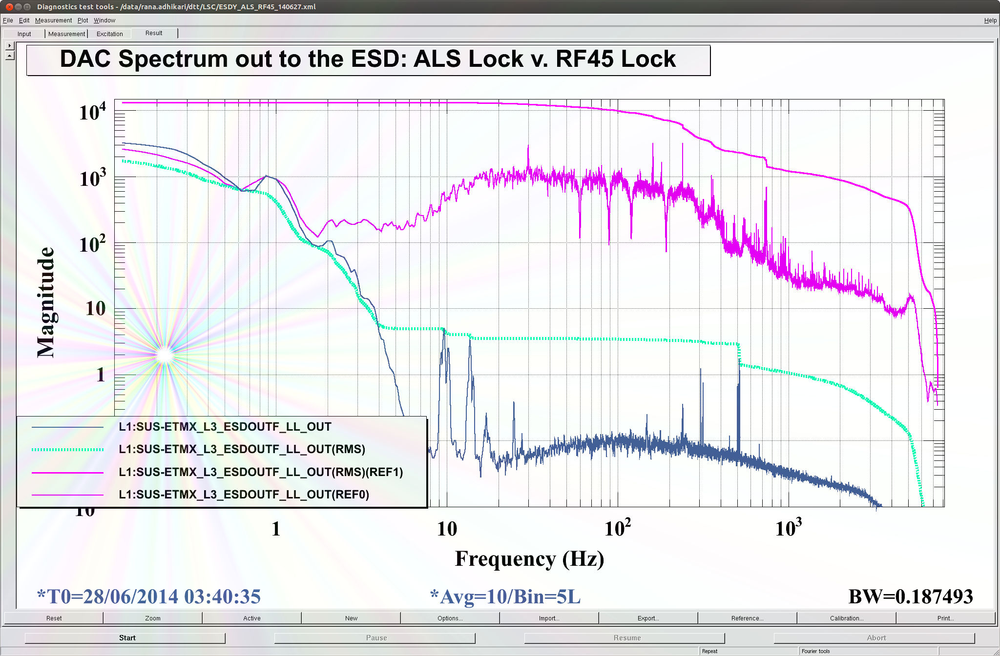 Diagnostics test tools - /data/rana.adhikari/dtt/LSC/ESDY_ALS_RF45_140627.xml
File Edit Measurement Plot Window Help
Input Measurement Excitation Result
DAC Spectrum out to the ESD: ALS Lock v. RF45 Lock
10^4
10^3
10^2
10
1
Magnitude
L1:SUS-ETMX_L3_ESDOUTF_LL_OUT
L1:SUS-ETMX_L3_ESDOUTF_LL_OUT(RMS)
L1:SUS-ETMX_L3_ESDOUTF_LL_OUT(RMS)(REF1)
L1:SUS-ETMX_L3_ESDOUTF_LL_OUT(REF0)
10
1 10 10^2 10^3
Frequency (Hz)
*T0=28/06/2014 03:40:35 *Avg=10/Bin=5L BW=0.187493
Reset Zoom Active New Options... Import... Export... Reference... Calibration... Print...
Start Pause Resume Abort
Repeat Fourier tools